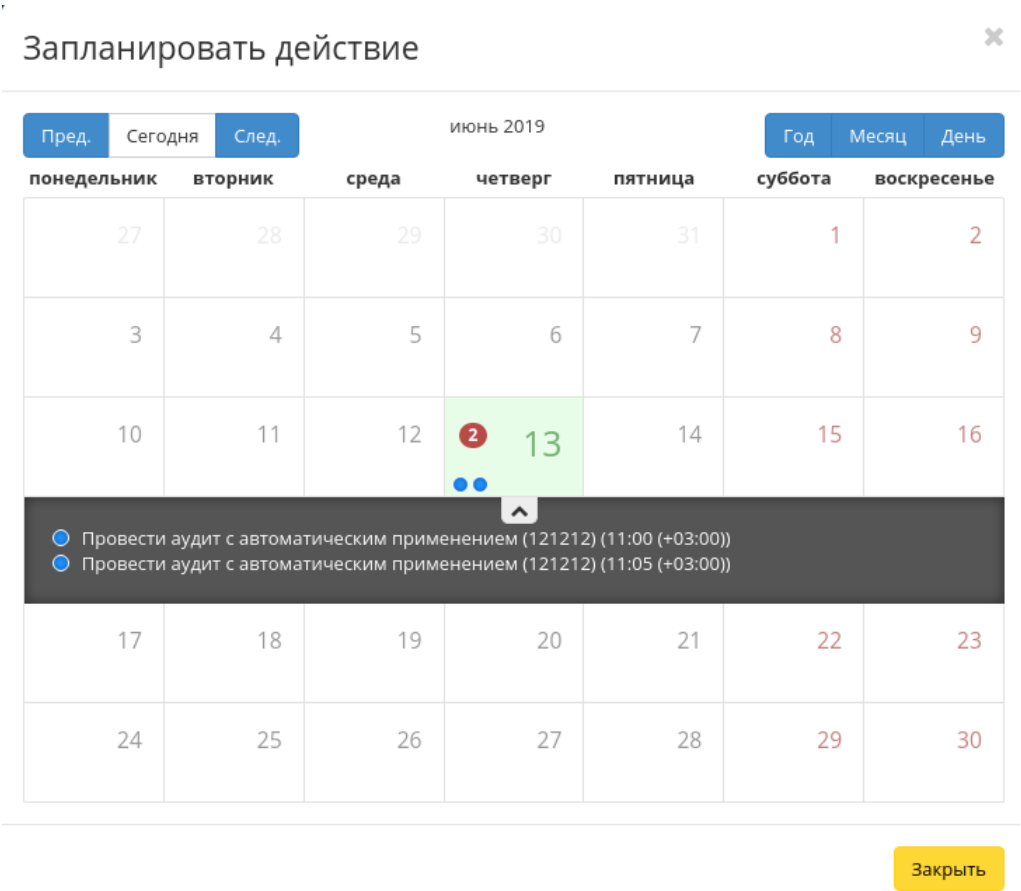 Запланировать действие ✖
Пред. Сегодня След. июнь 2019 Год Месяц День
понедельник вторник среда четверг пятница суббота воскресенье
27 28 29 30 31 1 2
3 4 5 6 7 8 9
10 11 12 2 13 14 15 16
Провести аудит с автоматическим применением (121212) (11:00 (+03:00))
Провести аудит с автоматическим применением (121212) (11:05 (+03:00))
17 18 19 20 21 22 23
24 25 26 27 28 29 30
Закрыть